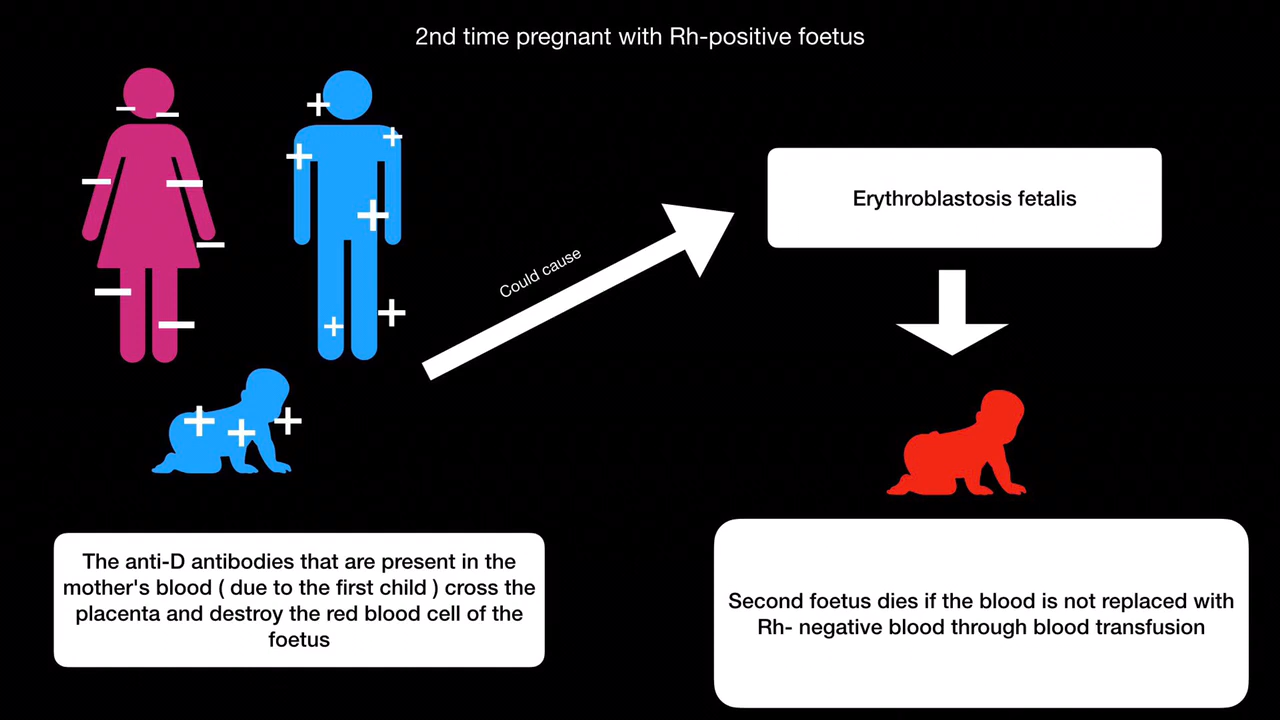 2nd time pregnant with Rh-positive foetus
Could cause
Erythroblastosis fetalis
The anti-D antibodies that are present in the
mother's blood ( due to the first child ) cross the
placenta and destroy the red blood cell of the
foetus
Second foetus dies if the blood is not replaced with
Rh- negative blood through blood transfusion